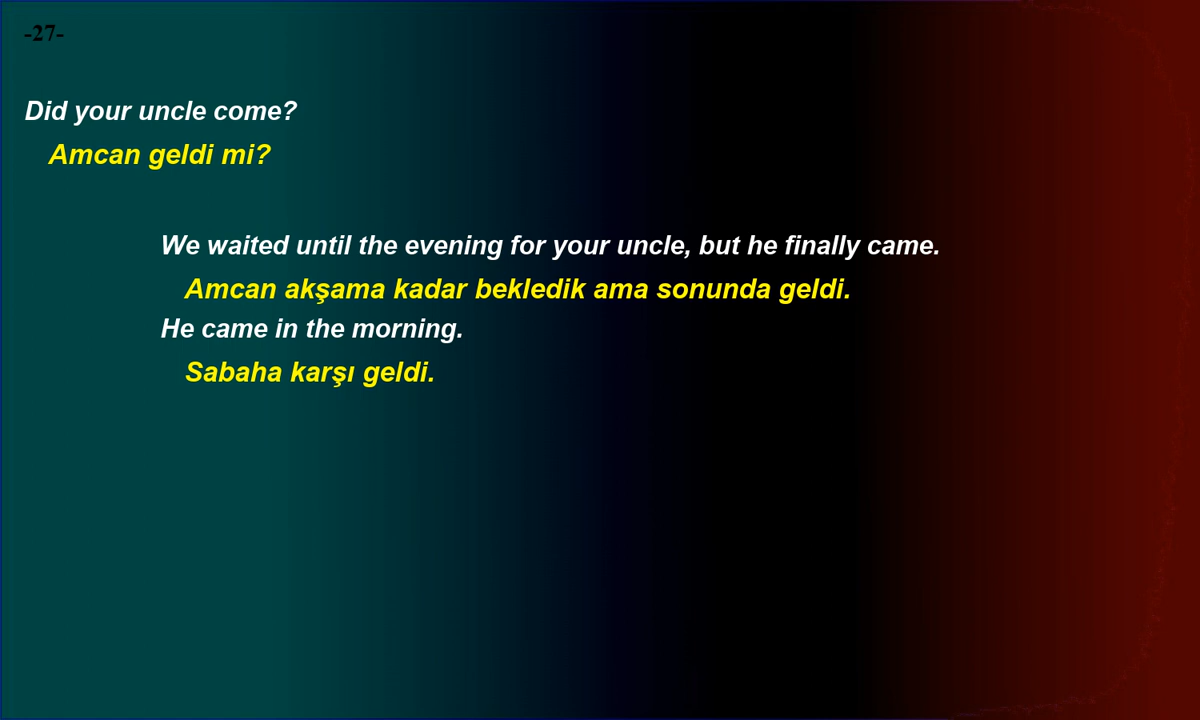 -27-
Did your uncle come?
Amcan geldi mi?
We waited until the evening for your uncle, but he finally came.
Amcan akşama kadar bekledik ama sonunda geldi.
He came in the morning.
Sabaha karşı geldi.